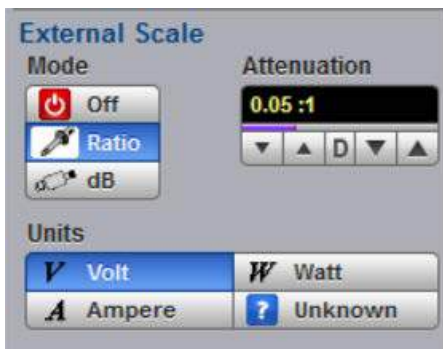 External Scale
Mode
Attenuation
Off
Ratio
dB
0.05 :1
D
Units
V Volt
W Watt
A Ampere
? Unknown